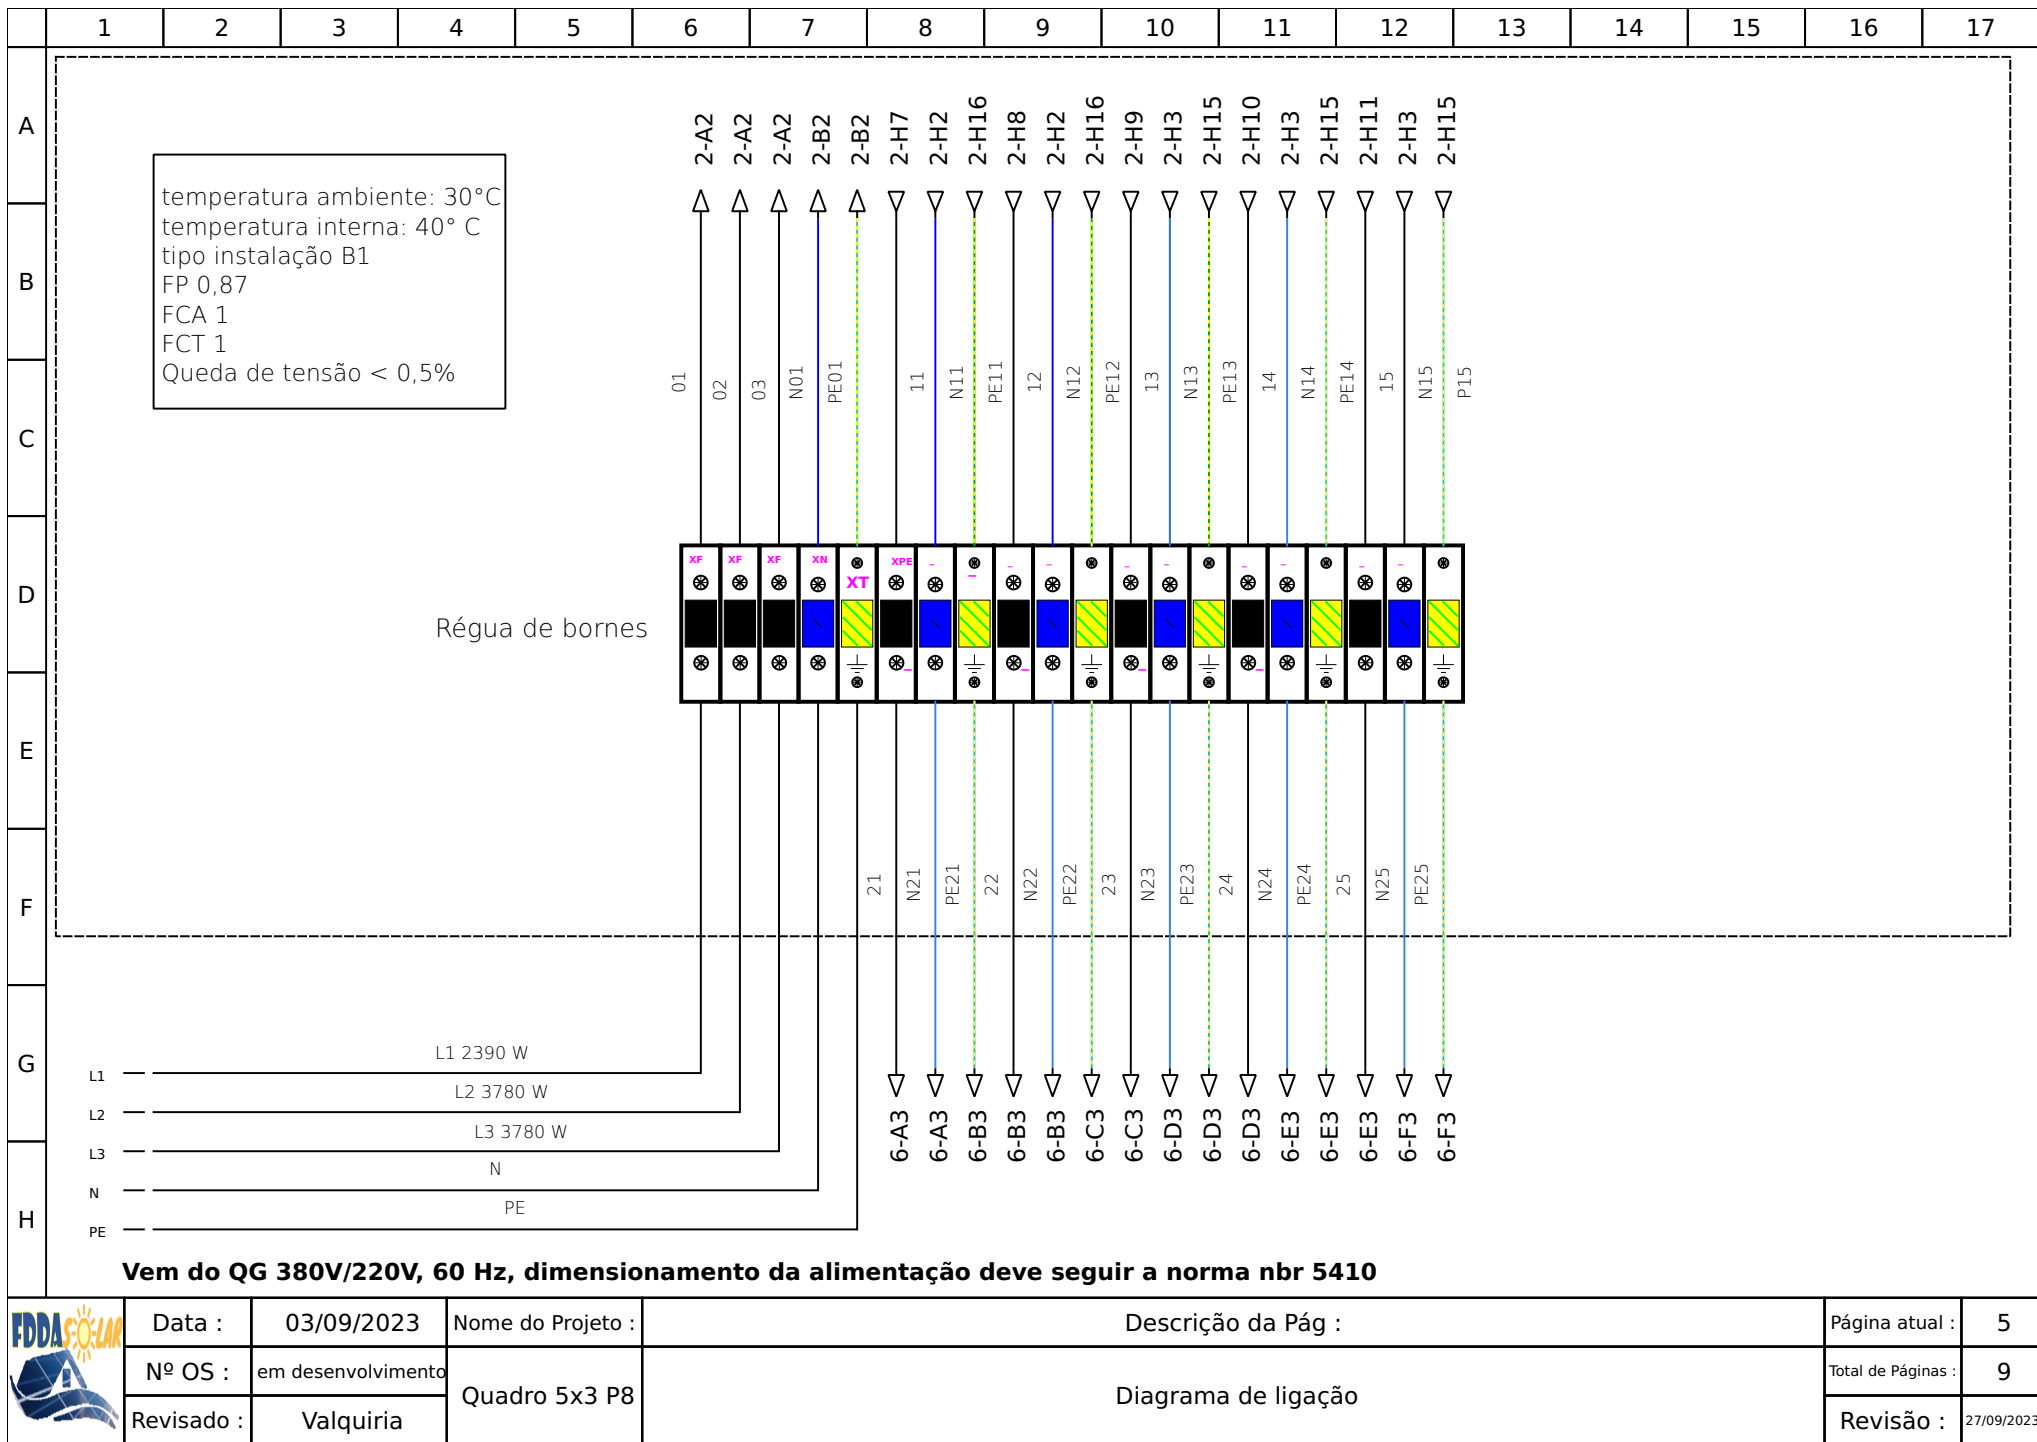 1 2 3 4 5 6 7 8 9 10 11 12 13 14 15 16 17
A
B
C
D
E
F
G
H
2-A2 2-A2 2-A2 2-B2 2-B2 2-H7 2-H2 2-H16 2-H8 2-H2 2-H16 2-H9 2-H3 2-H15 2-H10 2-H3 2-H15 2-H11 2-H3 2-H15
temperatura ambiente: 30°C
temperatura interna: 40° C
tipo instalação B1
FP 0,87
FCA 1
FCT 1
Queda de tensão < 0,5%
01 02 03 N01 PE01 11 N11 PE11 12 N12 PE12 13 N13 PE13 14 N14 PE14 15 N15 P15
XF XF XF XN XT XPE
Régua de bornes
21 N21 PE21 22 N22 PE22 23 N23 PE23 24 N24 PE24 25 N25 PE25
L1 2390 W
L1
L2 3780 W
L2
L3 3780 W
L3
N
N
PE
PE
6-A3 6-A3 6-B3 6-B3 6-B3 6-C3 6-C3 6-D3 6-D3 6-D3 6-E3 6-E3 6-E3 6-F3 6-F3
Vem do QG 380V/220V, 60 Hz, dimensionamento da alimentação deve seguir a norma nbr 5410
FDDA SOLAR
Data : 03/09/2023 Nome do Projeto : Descrição da Pág : Página atual : 5
Nº OS : em desenvolvimento Quadro 5x3 P8 Diagrama de ligação Total de Páginas : 9
Revisado : Valquiria Revisão : 27/09/2023